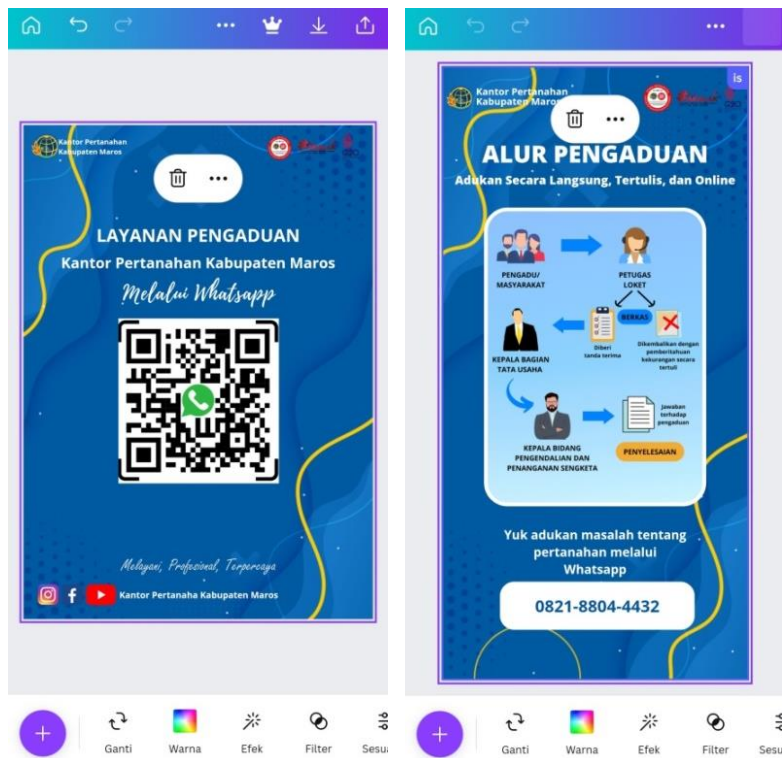 Kantor Pertanahan
Kabupaten Maros
LAYANAN PENGADUAN
Kantor Pertanahan Kabupaten Maros
Melalui Whatsapp
Melayani, Profesional, Terpercaya
Kantor Pertanaha Kabupaten Maros
Ganti
Warna
Efek
Filter
is
Kantor Pertanahan
Kabupaten Maros
ALUR PENGADUAN
Adukan Secara Langsung, Tertulis, dan Online
PENGADU/
MASYARAKAT
PETUGAS
LOKET
BERKAS
Diberi
tanda terima
Dikembalikan dengan
pemberitahuan
kekurangan secara
tertuli
KEPALA BAGIAN
TATA USAHA
Jawaban
terhadap
pengaduan
KEPALA BIDANG
PENGENDALIAN DAN
PENANGANAN SENGKETA
PENYELESAIAN
Yuk adukan masalah tentang
pertanahan melalui
Whatsapp
0821-8804-4432
Ganti
Warna
Efek
Filter